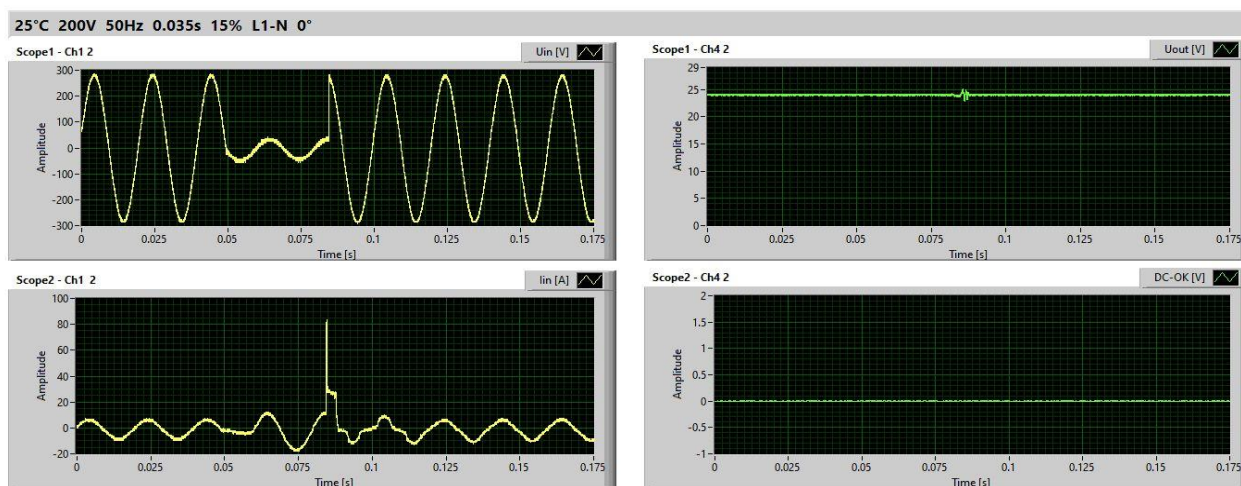 25°C 200V 50Hz 0.035s 15% L1-N 0°
Scope1 - Ch1 2
Uin [V]
300
200
100
0
-100
-200
-300
Amplitude
0 0.025 0.05 0.075 0.1 0.125 0.15 0.175
Time [s]
Scope1 - Ch4 2
Uout [V]
29
25
20
15
10
5
0
Amplitude
0 0.025 0.05 0.075 0.1 0.125 0.15 0.175
Time [s]
Scope2 - Ch1 2
Iin [A]
100
80
60
40
20
0
-20
Amplitude
0 0.025 0.05 0.075 0.1 0.125 0.15 0.175
Time [s]
Scope2 - Ch4 2
DC-OK [V]
2
1.5
1
0.5
0
-0.5
-1
Amplitude
0 0.025 0.05 0.075 0.1 0.125 0.15 0.175
Time [s]